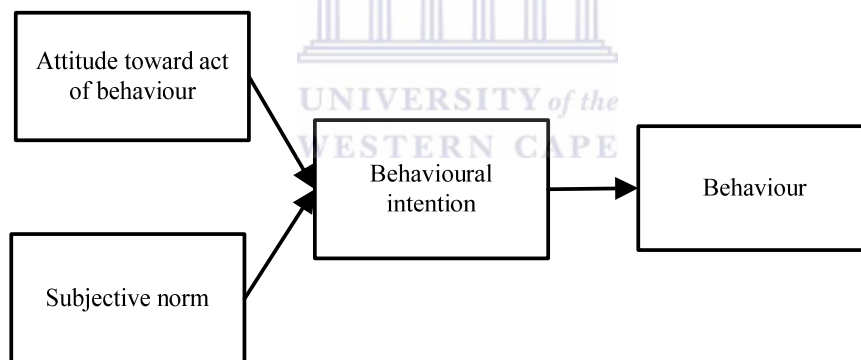 Attitude toward act
of behaviour
UNIVERSITY of the
WESTERN CAPE
Behavioural
intention
Behaviour
Subjective norm